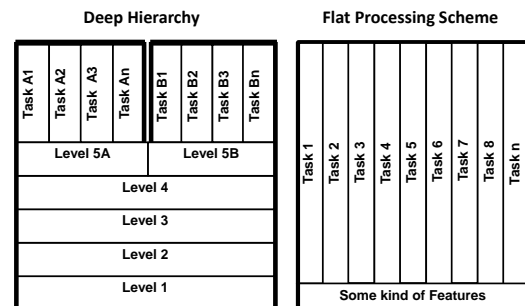 Deep Hierarchy
Task A1
Task A2
Task A3
Task An
Task B1
Task B2
Task B3
Task Bn
Level 5A
Level 5B
Level 4
Level 3
Level 2
Level 1
Flat Processing Scheme
Task 1
Task 2
Task 3
Task 4
Task 5
Task 6
Task 7
Task 8
Task n
Some kind of Features